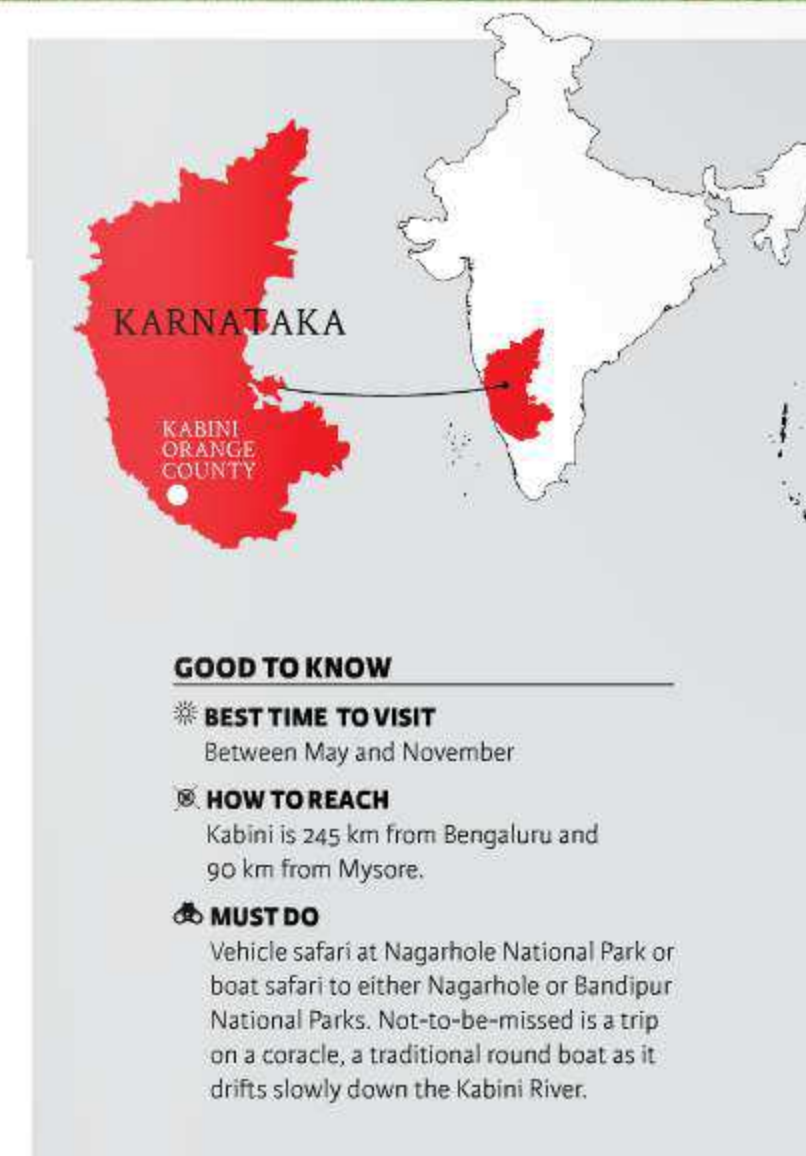 KARNATAKA
KABINI
ORANGE
COUNTY
GOOD TO KNOW
BEST TIME TO VISIT
Between May and November
HOW TO REACH
Kabini is 245 km from Bengaluru and
90 km from Mysore.
MUST DO
Vehicle safari at Nagarhole National Park or
boat safari to either Nagarhole or Bandipur
National Parks. Not-to-be-missed is a trip
on a coracle, a traditional round boat as it
drifts slowly down the Kabini River.